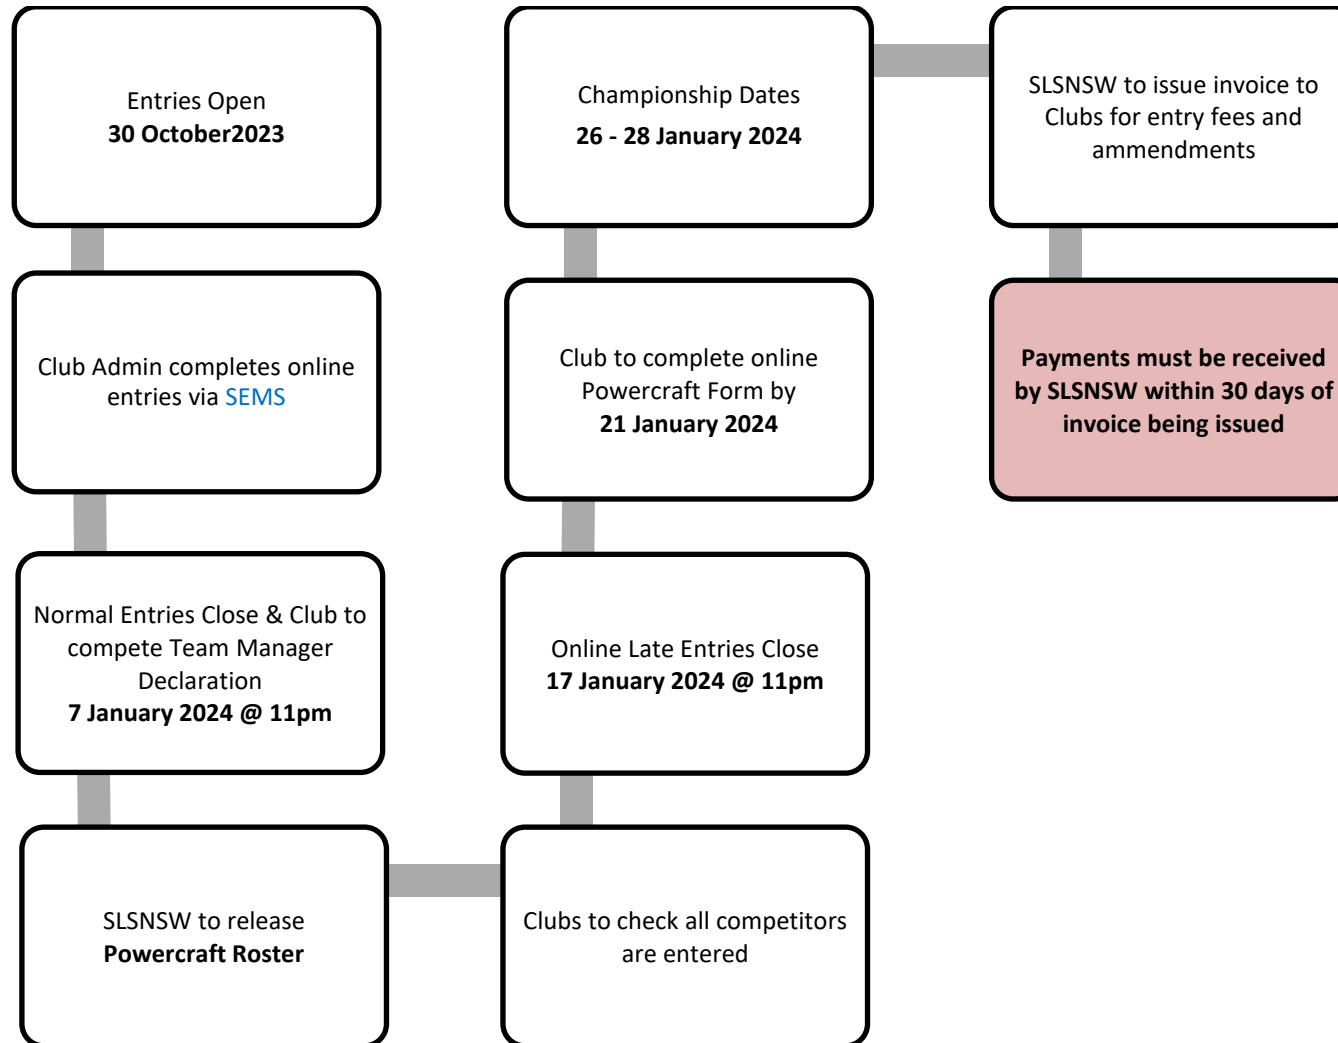 Entries Open
30 October2023
Club Admin completes online
entries via SEMS
Normal Entries Close & Club to
compete Team Manager
Declaration
7 January 2024 @ 11pm
SLSNSW to release
Powercraft Roster
Clubs to check all competitors
are entered
Online Late Entries Close
17 January 2024 @ 11pm
Club to complete online
Powercraft Form by
21 January 2024
Championship Dates
26 - 28 January 2024
SLSNSW to issue invoice to
Clubs for entry fees and
ammendments
Payments must be received
by SLSNSW within 30 days of
invoice being issued